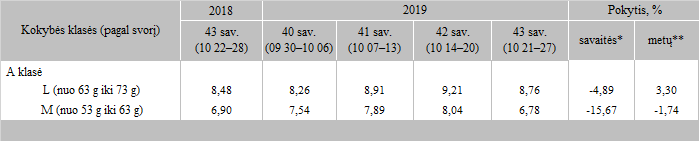 Kokybės klasės (pagal svorį) 2018 2019 Pokytis, %
43 sav. (10 22–28) 40 sav. (09 30–10 06) 41 sav. (10 07–13) 42 sav. (10 14–20) 43 sav. (10 21–27) savaitės* metų**
A klasė
L (nuo 63 g iki 73 g) 8,48 8,26 8,91 9,21 8,76 -4,89 3,30
M (nuo 53 g iki 63 g) 6,90 7,54 7,89 8,04 6,78 -15,67 -1,74